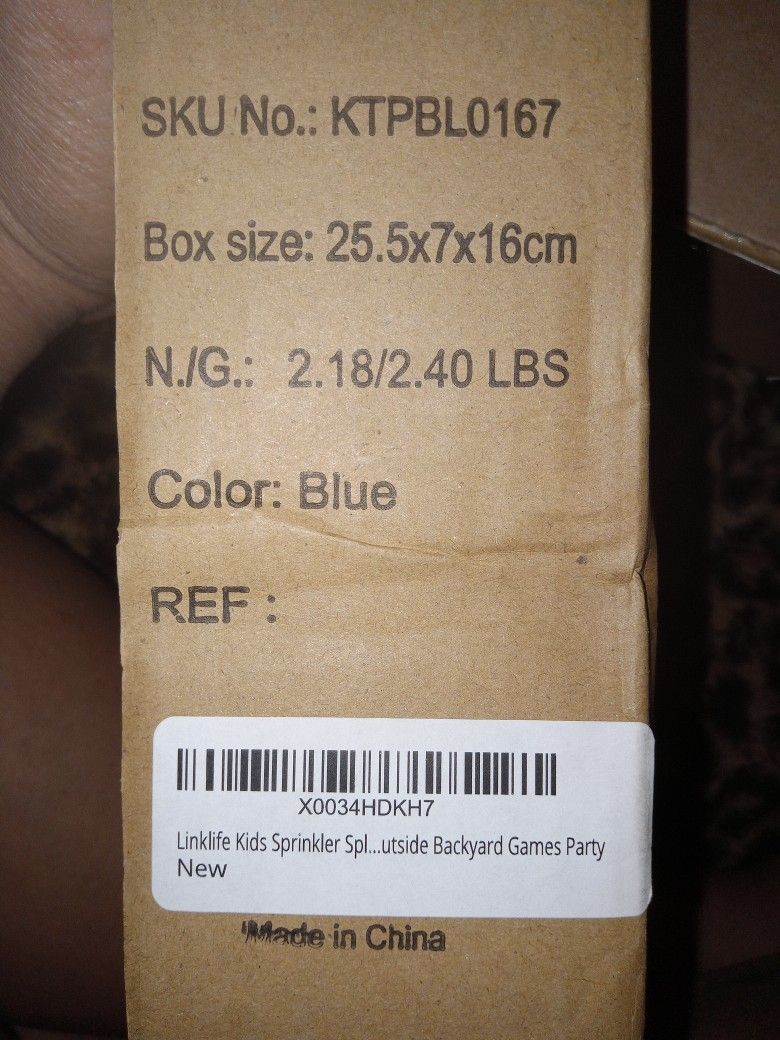 SKU No.: KTPBL0167
Box size: 25.5x7x16cm
N./G.: 2.18/2.40 LBS
Color: Blue
REF :
X0034HDKH7
Linklife Kids Sprinkler Spl...utside Backyard Games Party
New
Made in China